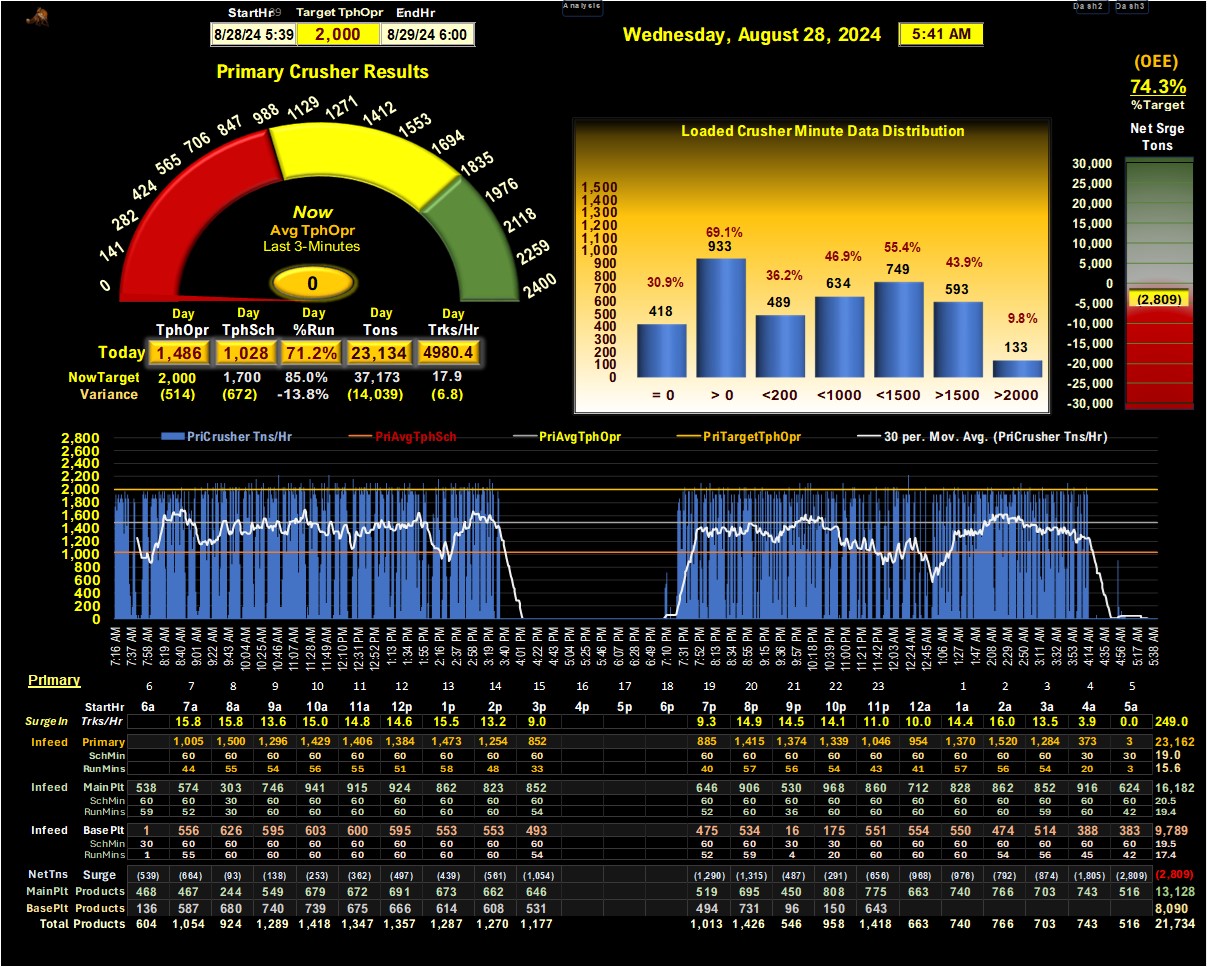 StartHr Target TphOpr EndHr
8/28/24 5:39 2,000 8/29/24 6:00
Analysis
Dash2 Dash3
Wednesday, August 28, 2024 5:41 AM
(OEE)
74.3%
%Target
Net Srge
Tons
30,000
25,000
20,000
15,000
10,000
5,000
0
-5,000
(2,809)
-10,000
-15,000
-20,000
-25,000
-30,000
Primary Crusher Results
0 141 282 424 565 706 847 988 1129 1271 1412 1553 1694 1835 1976 2118 2259 2400
Now
Avg TphOpr
Last 3-Minutes
0
Day Day Day Day Day
TphOpr TphSch %Run Tons Trks/Hr
Today 1,486 1,028 71.2% 23,134 4980.4
NowTarget 2,000 1,700 85.0% 37,173 17.9
Variance (514) (672) -13.8% (14,039) (6.8)
Loaded Crusher Minute Data Distribution
1,500
1,400
1,300
1,200
1,100
1,000
900
800
700
600
500
400
300
200
100
0
30.9% 69.1% 36.2% 46.9% 55.4% 43.9% 9.8%
418 933 489 634 749 593 133
= 0 > 0 <200 <1000 <1500 >1500 >2000
PriCrusher Tns/Hr PriAvgTphSch PriAvgTphOpr PriTargetTphOpr 30 per. Mov. Avg. (PriCrusher Tns/Hr)
2,800
2,600
2,400
2,200
2,000
1,800
1,600
1,400
1,200
1,000
800
600
400
200
0
7:16 AM 7:37 AM 7:58 AM 8:19 AM 8:40 AM 9:01 AM 9:22 AM 9:43 AM 10:04 AM 10:25 AM 10:46 AM 11:07 AM 11:28 AM 11:49 AM 12:10 PM 12:31 PM 12:52 PM 1:13 PM 1:34 PM 1:55 PM 2:16 PM 2:37 PM 2:58 PM 3:19 PM 3:40 PM 4:01 PM 4:22 PM 4:43 PM 5:04 PM 5:25 PM 5:46 PM 6:07 PM 6:28 PM 6:49 PM 7:10 PM 7:31 PM 7:52 PM 8:13 PM 8:34 PM 8:55 PM 9:15 PM 9:36 PM 9:57 PM 10:18 PM 10:39 PM 11:00 PM 11:21 PM 11:42 PM 12:03 AM 12:24 AM 12:45 AM 1:06 AM 1:27 AM 1:47 AM 2:08 AM 2:29 AM 2:50 AM 3:11 AM 3:32 AM 3:53 AM 4:14 AM 4:35 AM 4:56 AM 5:17 AM 5:38 AM
Primary
6 7 8 9 10 11 12 13 14 15 16 17 18 19 20 21 22 23 1 2 3 4 5
StartHr 6a 7a 8a 9a 10a 11a 12p 1p 2p 3p 4p 5p 6p 7p 8p 9p 10p 11p 12a 1a 2a 3a 4a 5a
SurgeIn Trks/Hr 15.8 15.8 13.6 15.0 14.8 14.6 15.5 13.2 9.0 9.3 14.9 14.5 14.1 11.0 10.0 14.4 16.0 13.5 3.9 0.0 249.0
Infeed Primary 1,005 1,500 1,296 1,429 1,406 1,384 1,473 1,254 852 885 1,415 1,374 1,339 1,046 954 1,370 1,520 1,284 373 3 23,162
SchMin 60 60 60 60 60 60 60 60 60 60 60 60 60 60 60 60 60 60 30 30 19.0
RunMins 44 55 54 56 55 51 58 48 33 40 57 56 54 43 41 57 56 54 20 3 15.6
Infeed MainPlt 538 574 303 746 941 915 924 862 823 852 646 906 530 968 860 712 828 862 852 916 624 16,182
SchMin 60 60 30 60 60 60 60 60 60 60 60 60 60 60 60 60 60 60 60 60 60 20.5
RunMins 59 52 30 60 60 60 60 60 60 54 52 60 36 60 60 60 60 60 59 60 42 19.4
Infeed BasePlt 1 556 626 595 603 600 595 553 553 493 475 534 16 175 551 554 550 474 514 388 383 9,789
SchMin 30 60 60 60 60 60 60 60 60 60 60 60 30 30 60 60 60 60 60 60 60 19.5
RunMins 1 55 60 60 60 60 60 60 60 54 52 59 4 20 60 60 60 54 56 45 42 17.4
NetTns Surge (539) (664) (93) (138) (253) (362) (497) (439) (561) (1,054) (1,290) (1,315) (487) (291) (656) (968) (976) (792) (874) (1,805) (2,809) (2,809)
MainPlt Products 468 467 244 549 679 672 691 673 662 646 519 695 450 808 775 663 740 766 703 743 516 13,128
BasePlt Products 136 587 680 740 739 675 666 614 608 531 494 731 96 150 643 8,090
Total Products 604 1,054 924 1,289 1,418 1,347 1,357 1,287 1,270 1,177 1,013 1,426 546 958 1,418 663 740 766 703 743 516 21,734